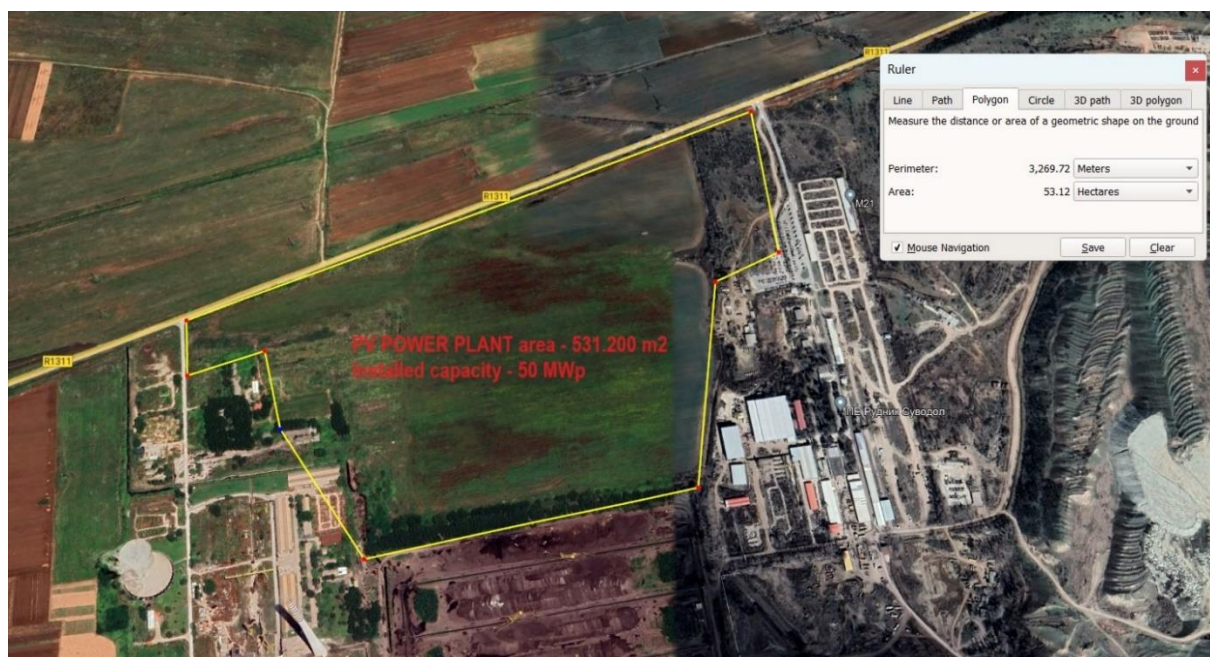 R1311
Ruler
×
Line Path Polygon Circle 3D path 3D polygon
Measure the distance or area of a geometric shape on the ground
Perimeter: 3,269.72 Meters
Area: 53.12 Hectares
Mouse Navigation Save Clear
M21
R1311
PV POWER PLANT area - 531.200 m2
Installed capacity - 50 MWp
R1311
ПЕ Рудник Суводол